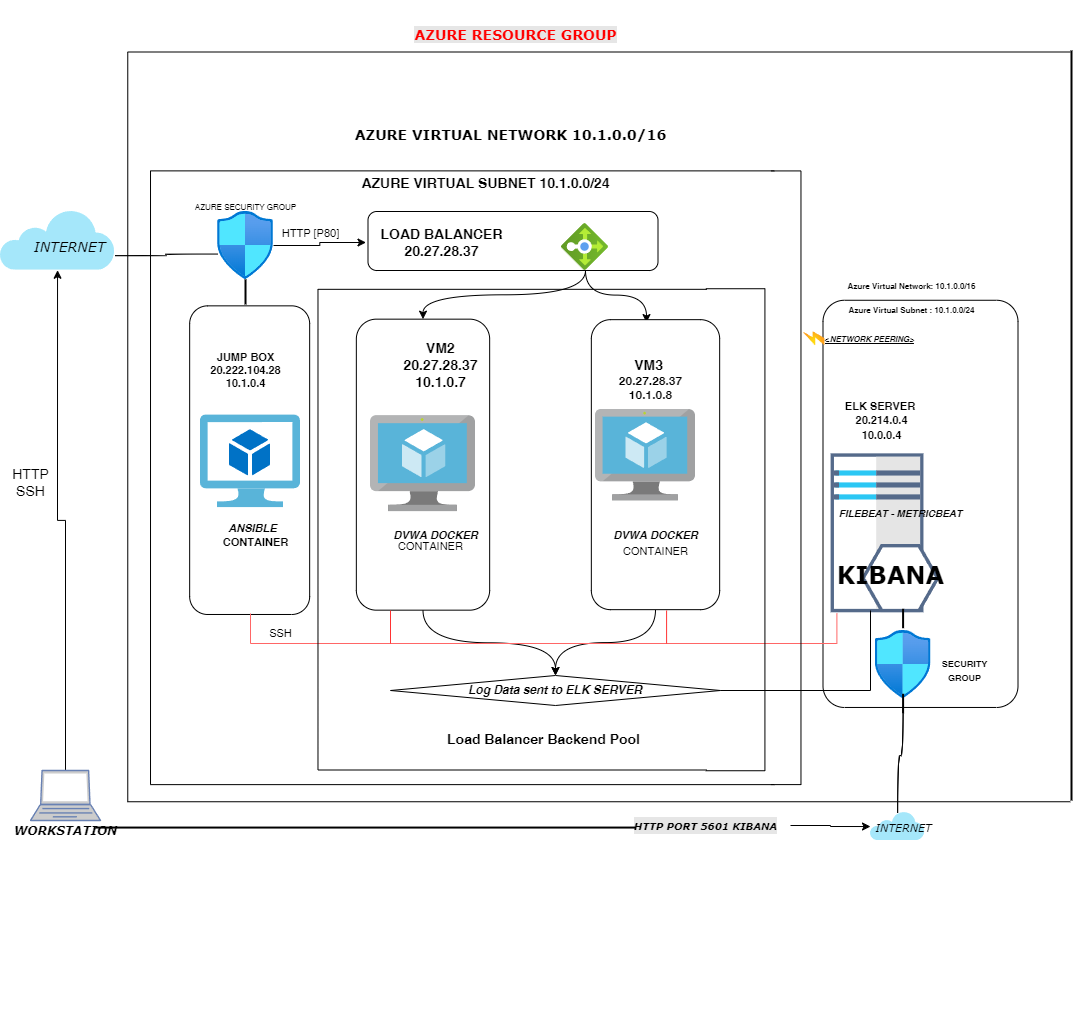 AZURE RESOURCE GROUP
AZURE VIRTUAL NETWORK 10.1.0.0/16
AZURE VIRTUAL SUBNET 10.1.0.0/24
AZURE SECURITY GROUP
INTERNET
HTTP [P80]
LOAD BALANCER
20.27.28.37
Azure Virtual Network: 10.1.0.0/16
Azure Virtual Subnet : 10.1.0.0/24
<NETWORK PEERING>
JUMP BOX
20.222.104.28
10.1.0.4
VM2
20.27.28.37
10.1.0.7
VM3
20.27.28.37
10.1.0.8
ELK SERVER
20.214.0.4
10.0.0.4
HTTP
SSH
ANSIBLE
CONTAINER
DVWA DOCKER
CONTAINER
DVWA DOCKER
CONTAINER
FILEBEAT - METRICBEAT
KIBANA
SSH
SECURITY
GROUP
Log Data sent to ELK SERVER
Load Balancer Backend Pool
WORKSTATION
HTTP PORT 5601 KIBANA
INTERNET